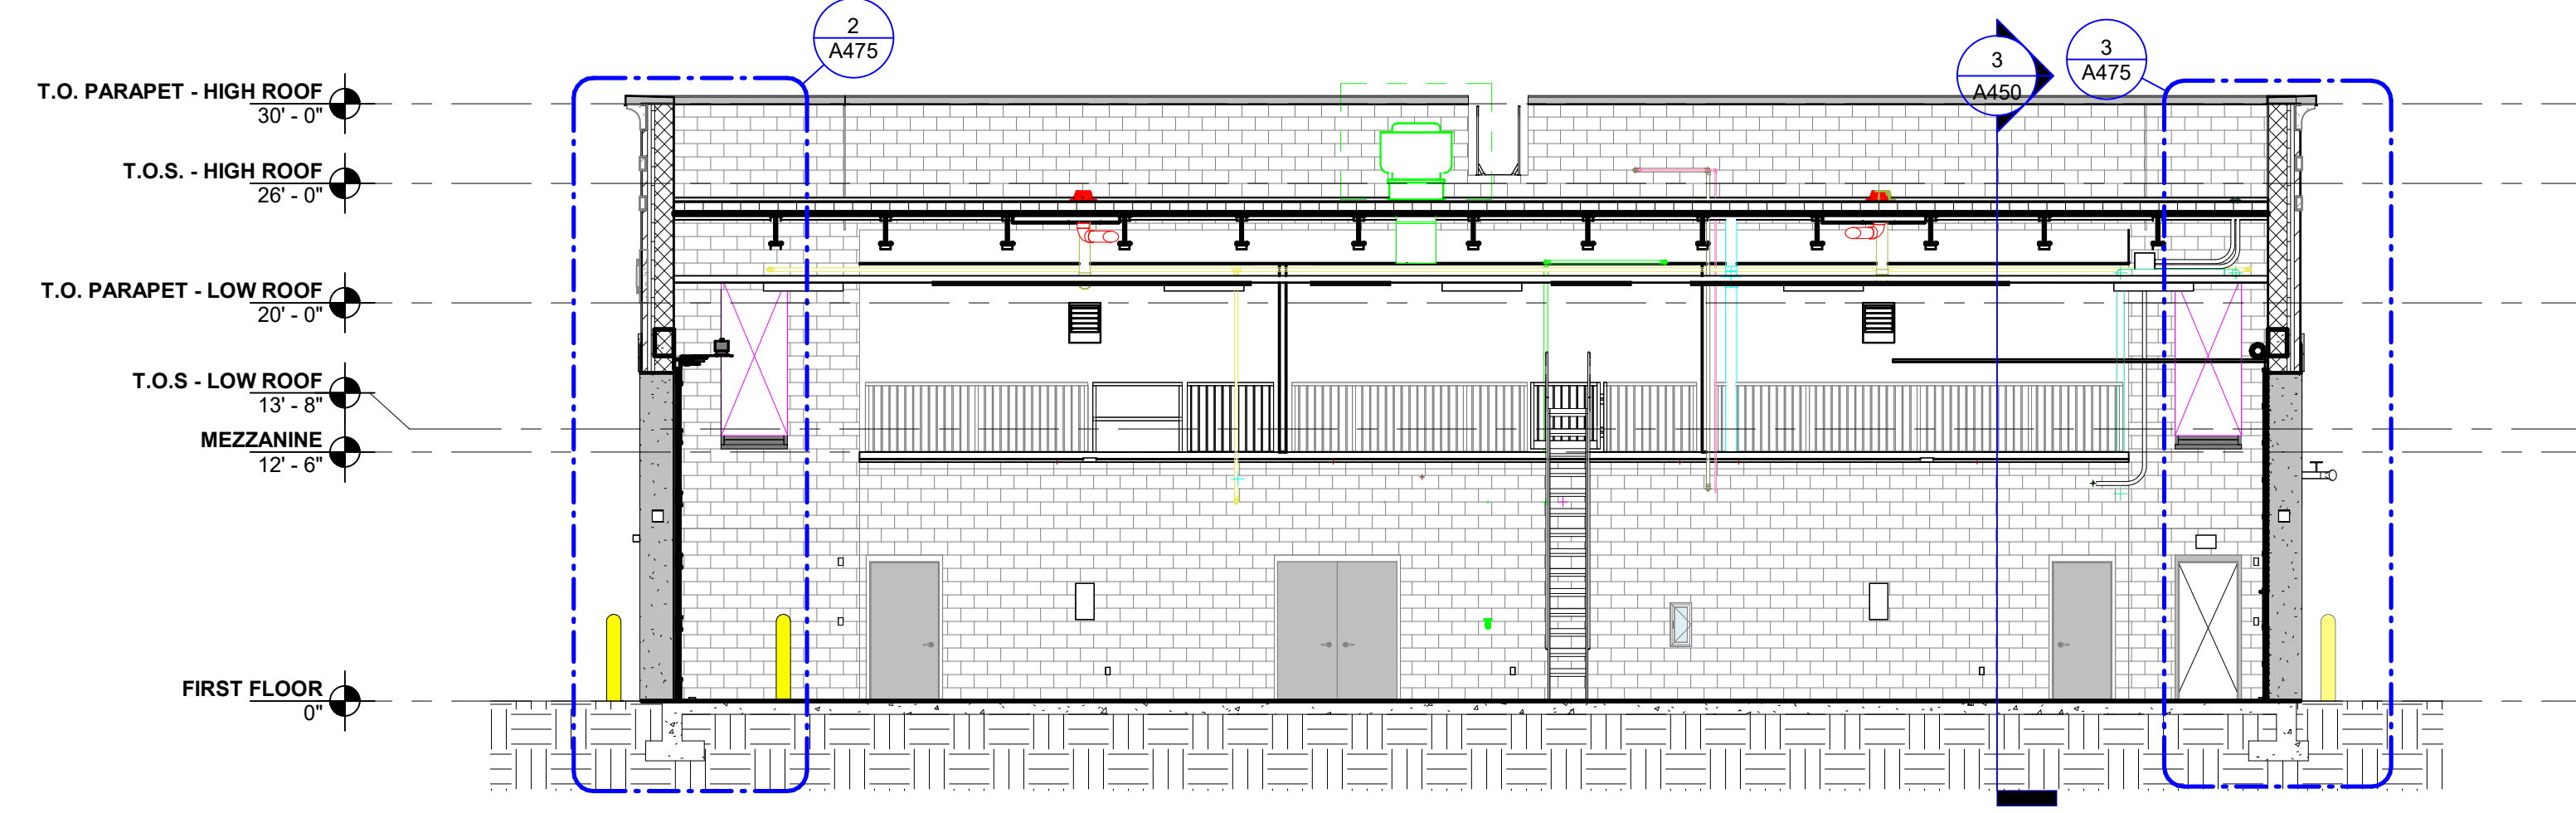 2
A475
3
A450
3
A475
T.O. PARAPET - HIGH ROOF
30' - 0"
T.O.S. - HIGH ROOF
26' - 0"
T.O. PARAPET - LOW ROOF
20' - 0"
T.O.S - LOW ROOF
13' - 8"
MEZZANINE
12' - 6"
FIRST FLOOR
0"